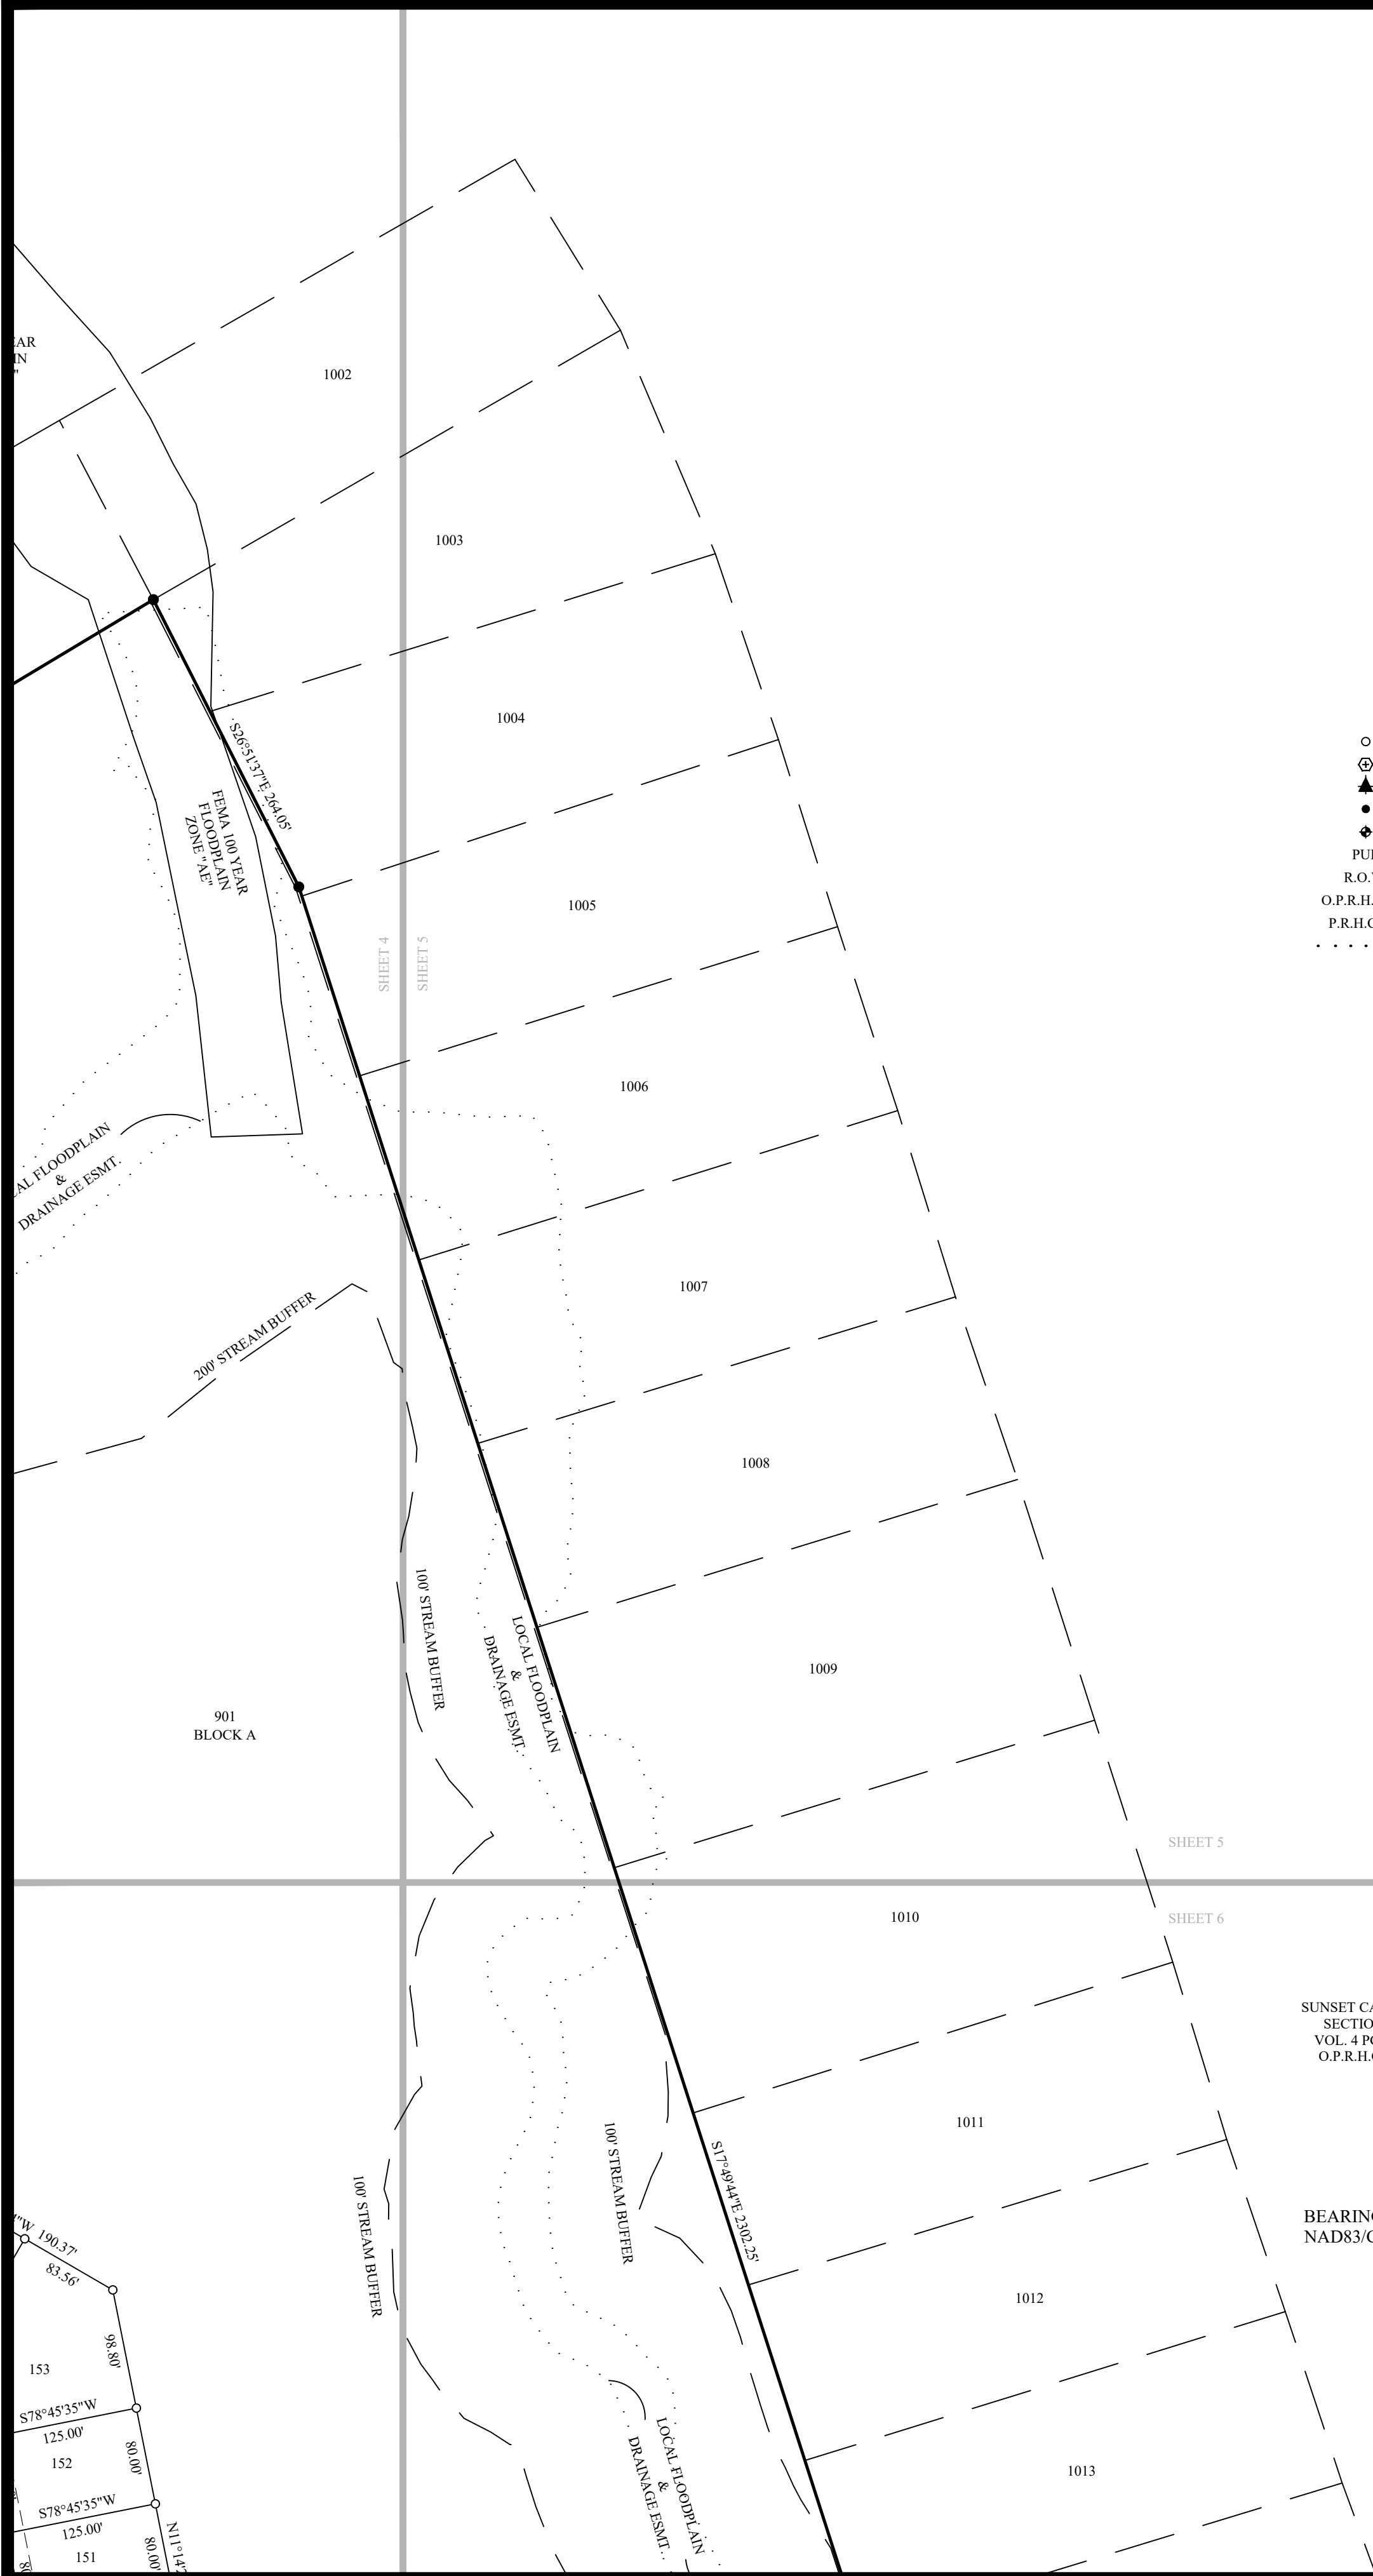 1002
1003
1004
S26°51'37"E 264.05'
FEMA 100 YEAR
FLOODPLAIN
ZONE "AE"
1005
SHEET 4
SHEET 5
1006
FLOODPLAIN
&
DRAINAGE ESMT.
1007
200' STREAM BUFFER
1008
100' STREAM BUFFER
LOCAL FLOODPLAIN
&
DRAINAGE ESMT.
1009
901
BLOCK A
SHEET 5
SHEET 6
1010
SUNSET
VOL. 4
1011
100' STREAM BUFFER
100' STREAM BUFFER
S17°49'44"E 2302.25'
1012
190.37'
83.56'
98.80'
153
S78°45'35"W
125.00'
152
80.00'
S78°45'35"W
125.00'
151
80.00'
LOCAL FLOODPLAIN
&
DRAINAGE ESMT.
1013